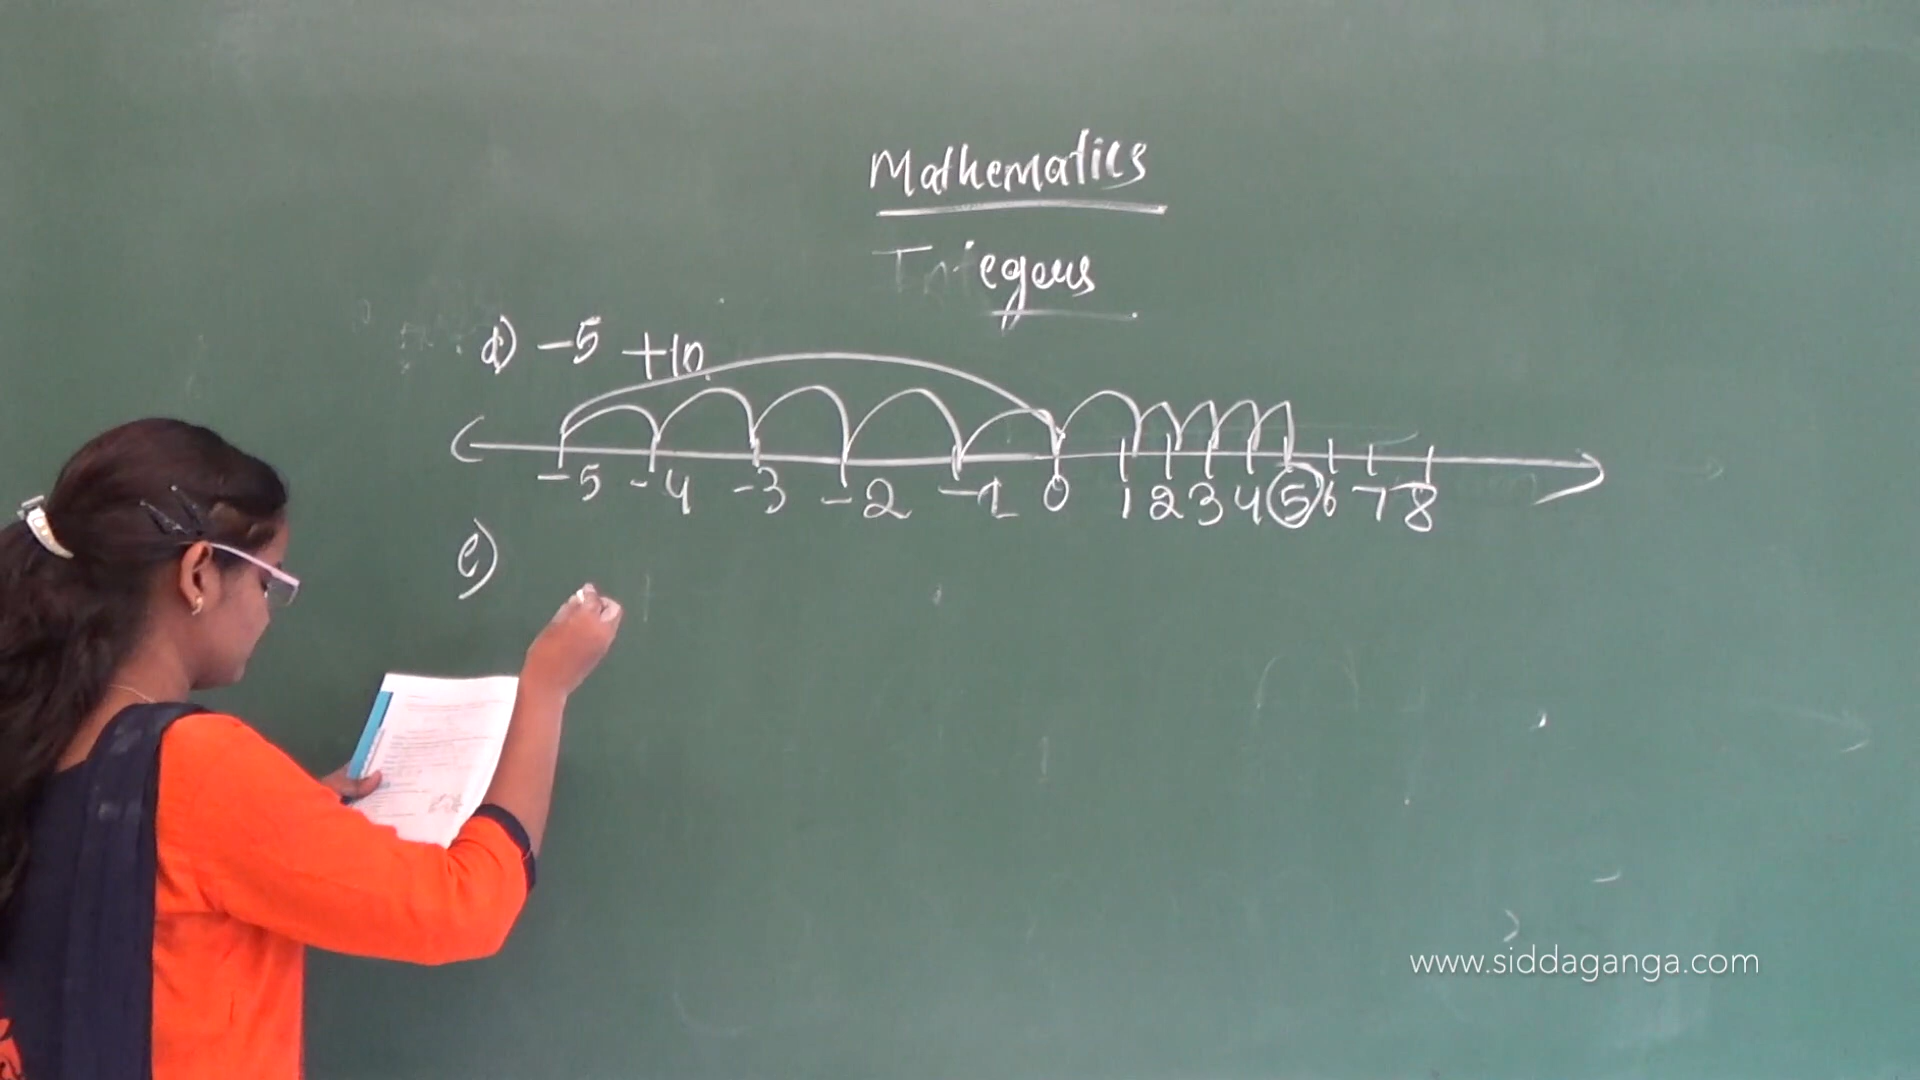 Mathematics
Integers
d) -5 +10
-5 -4 -3 -2 -1 0 1 2 3 4 5 6 7 8
e)
www.siddaganga.com